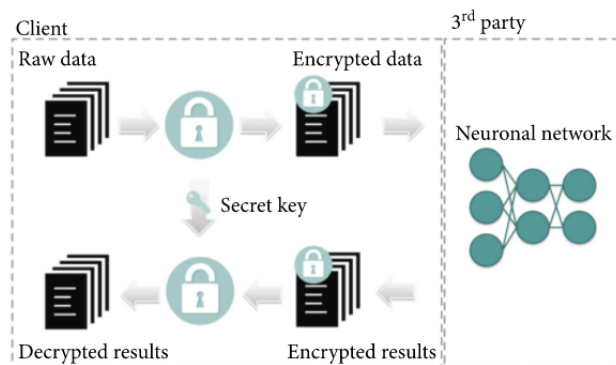 Client
3rd party
Raw data
Encrypted data
Neuronal network
Secret key
Decrypted results
Encrypted results